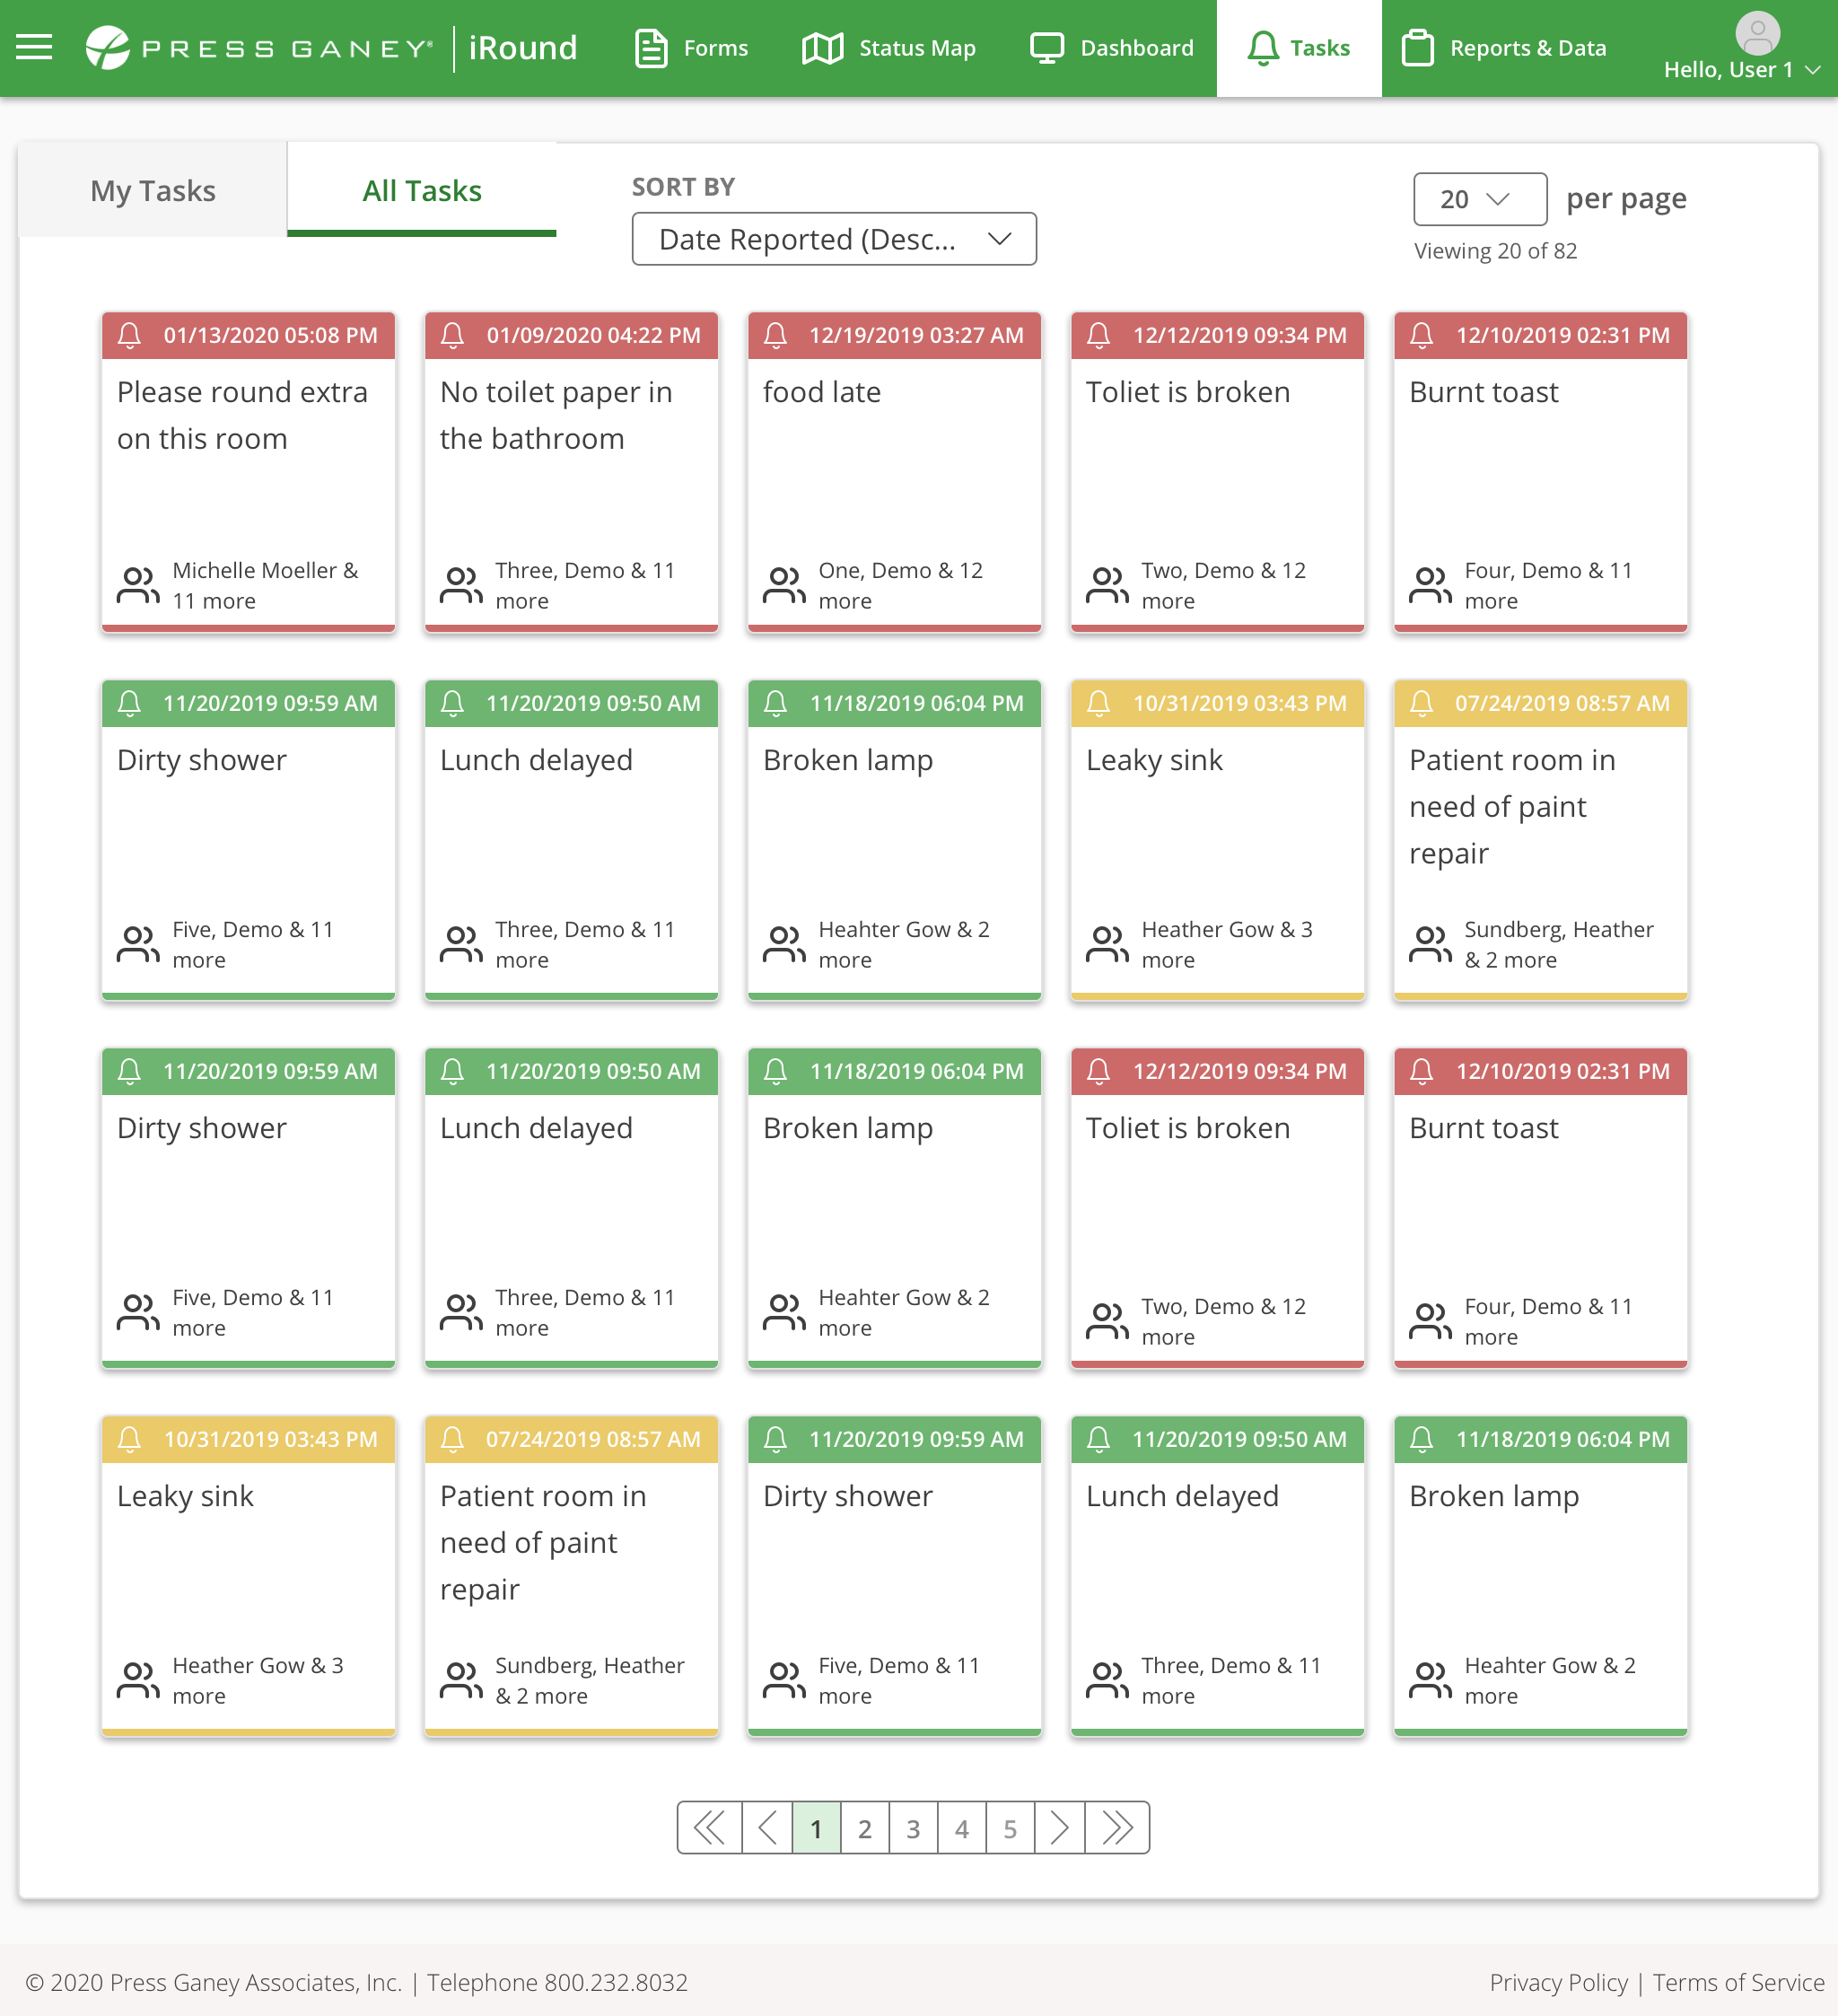 PRESS GANEY® | iRound
Forms
Status Map
Dashboard
Tasks
Reports & Data
Hello, User 1
My Tasks
All Tasks
SORT BY
Date Reported (Desc...
20
per page
Viewing 20 of 82
01/13/2020 05:08 PM
Please round extra
on this room
Michelle Moeller &
11 more
01/09/2020 04:22 PM
No toilet paper in
the bathroom
Three, Demo & 11
more
12/19/2019 03:27 AM
food late
One, Demo & 12
more
12/12/2019 09:34 PM
Toliet is broken
Two, Demo & 12
more
12/10/2019 02:31 PM
Burnt toast
Four, Demo & 11
more
11/20/2019 09:59 AM
Dirty shower
Five, Demo & 11
more
11/20/2019 09:50 AM
Lunch delayed
Three, Demo & 11
more
11/18/2019 06:04 PM
Broken lamp
Heahter Gow & 2
more
10/31/2019 03:43 PM
Leaky sink
Heather Gow & 3
more
07/24/2019 08:57 AM
Patient room in
need of paint
repair
Sundberg, Heather
& 2 more
11/20/2019 09:59 AM
Dirty shower
Five, Demo & 11
more
11/20/2019 09:50 AM
Lunch delayed
Three, Demo & 11
more
11/18/2019 06:04 PM
Broken lamp
Heahter Gow & 2
more
12/12/2019 09:34 PM
Toliet is broken
Two, Demo & 12
more
12/10/2019 02:31 PM
Burnt toast
Four, Demo & 11
more
10/31/2019 03:43 PM
Leaky sink
Heather Gow & 3
more
07/24/2019 08:57 AM
Patient room in
need of paint
repair
Sundberg, Heather
& 2 more
11/20/2019 09:59 AM
Dirty shower
Five, Demo & 11
more
11/20/2019 09:50 AM
Lunch delayed
Three, Demo & 11
more
11/18/2019 06:04 PM
Broken lamp
Heahter Gow & 2
more
1 2 3 4 5
© 2020 Press Ganey Associates, Inc. | Telephone 800.232.8032
Privacy Policy | Terms of Service